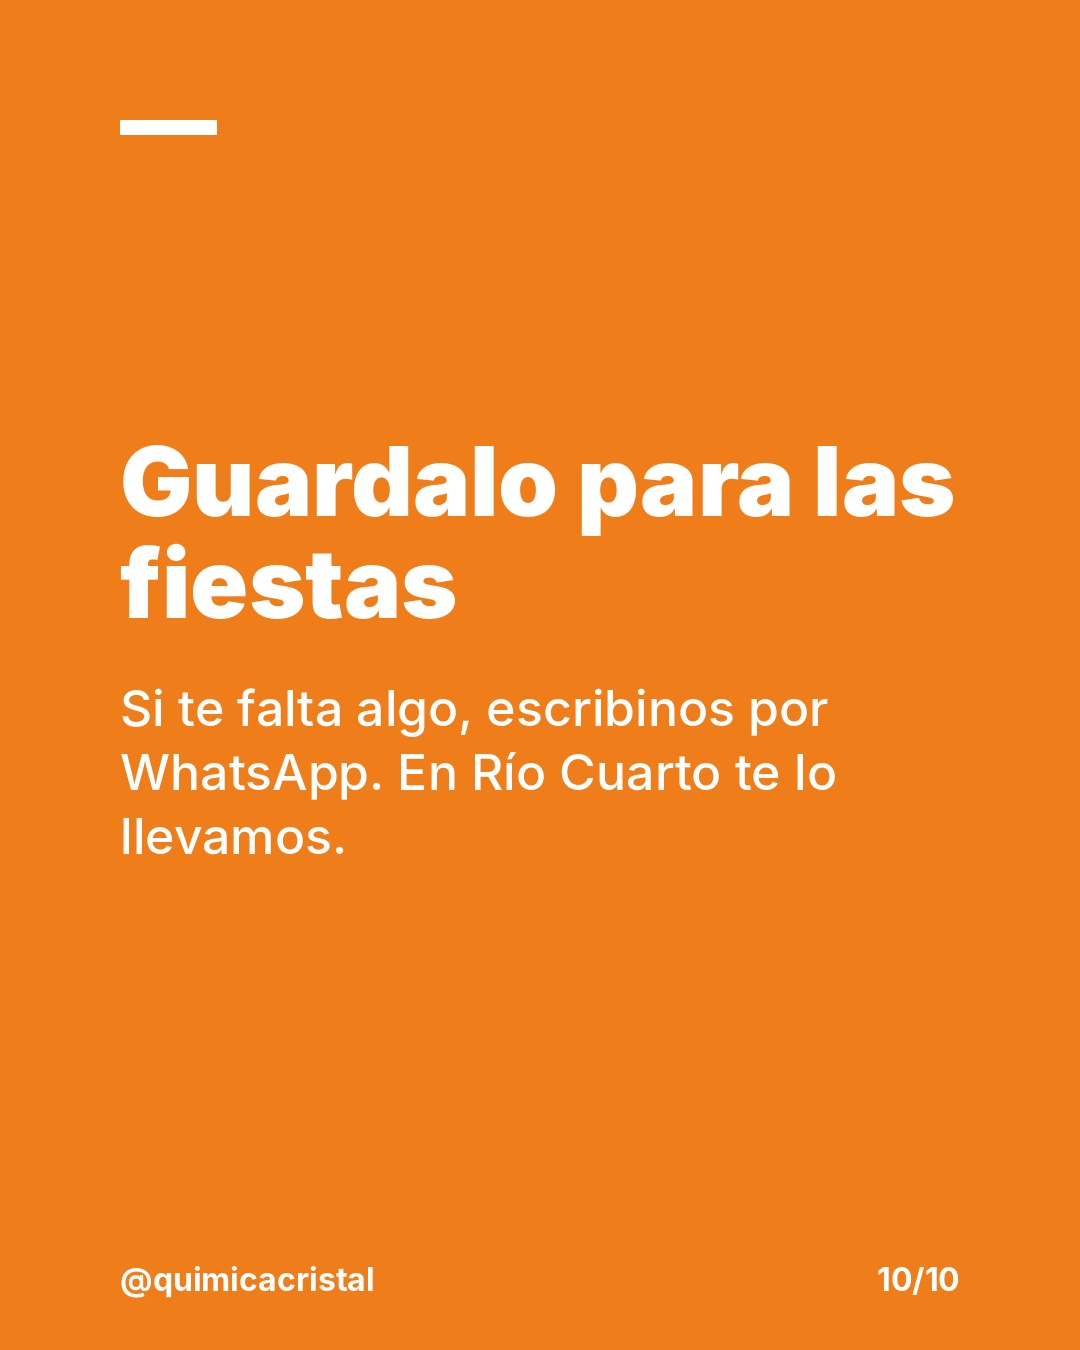 Guardalo para las
fiestas
Si te falta algo, escribinos por
WhatsApp. En Río Cuarto te lo
llevamos.
@quimicacristal
10/10